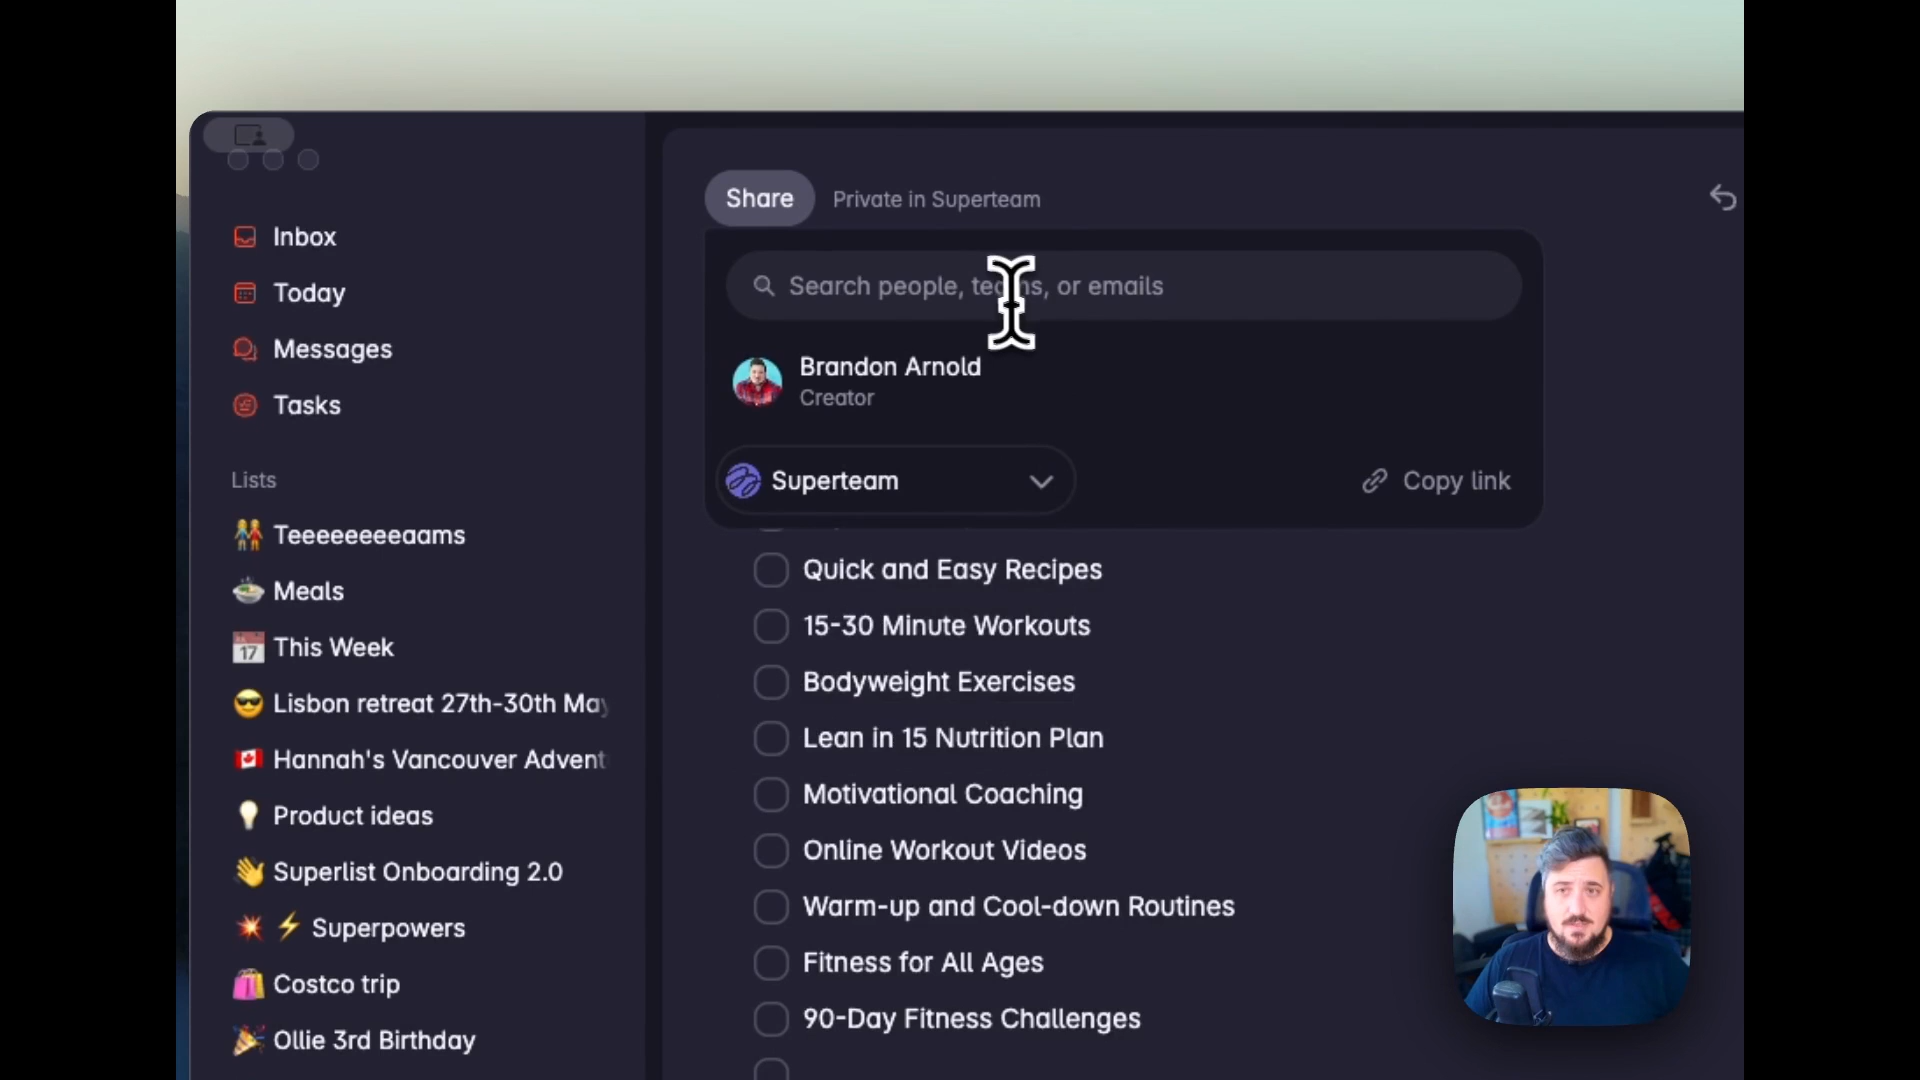 Share
Private in Superteam
Inbox
Today
Messages
Tasks
Lists
Teeeeeeeeaams
Meals
17
This Week
Lisbon retreat 27th-30th May
Hannah's Vancouver Advent
Product ideas
Superlist Onboarding 2.0
Superpowers
Costco trip
Ollie 3rd Birthday
Search people, teams, or emails
Brandon Arnold
Creator
Superteam
Copy link
Quick and Easy Recipes
15-30 Minute Workouts
Bodyweight Exercises
Lean in 15 Nutrition Plan
Motivational Coaching
Online Workout Videos
Warm-up and Cool-down Routines
Fitness for All Ages
90-Day Fitness Challenges